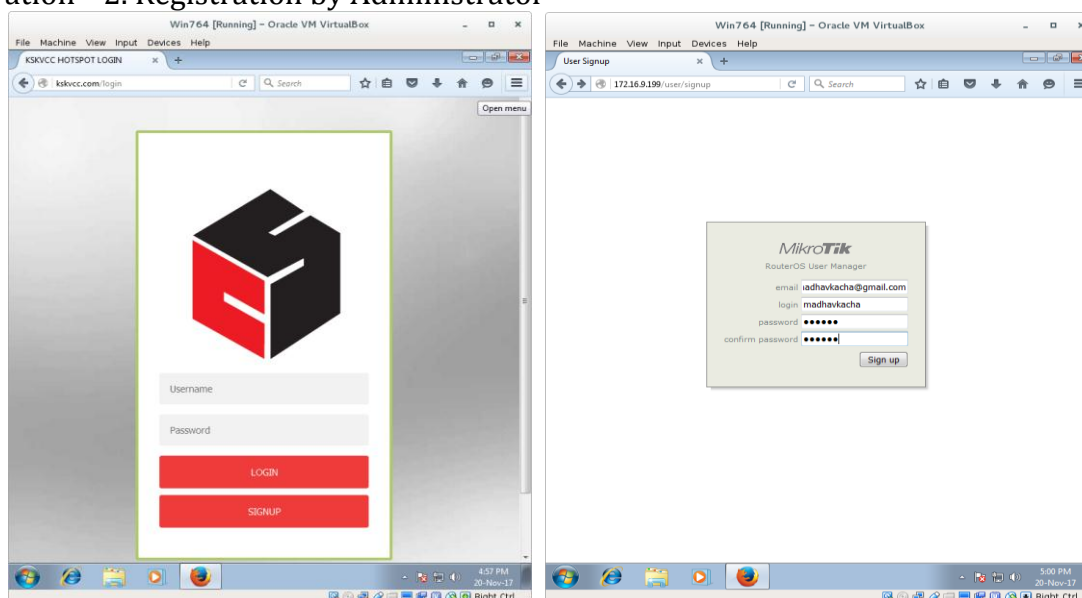 ation – 2: Registration by Administrator
Win764 [Running] – Oracle VM VirtualBox
File Machine View Input Devices Help
KSKVCC HOTSPOT LOGIN
kskvcc.com/login
Search
Open menu
Username
Password
LOGIN
SIGNUP
4:57 PM
20-Nov-17
Right Ctrl
Win764 [Running] – Oracle VM VirtualBox
File Machine View Input Devices Help
User Signup
172.16.9.199/user/signup
Search
MikroTik
RouterOS User Manager
email adhavkacha@gmail.com
login madhavkacha
password ●●●●●●
confirm password ●●●●●●
Sign up
5:00 PM
20-Nov-17
Right Ctrl